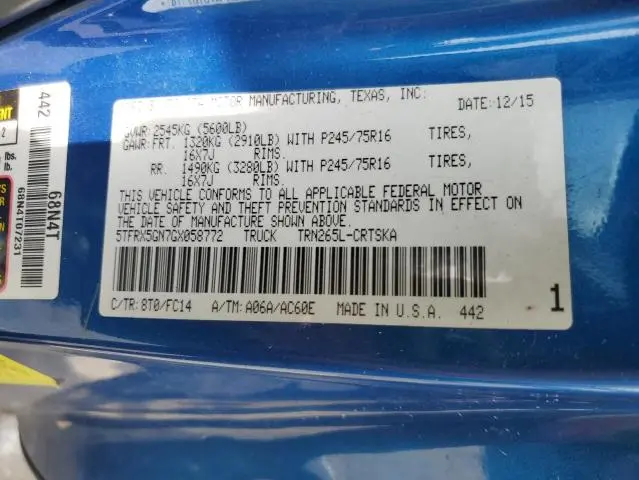 MOTOR MANUFACTURING, TEXAS, INC.
DATE: 12/15
GVWR: 2545KG (5600LB)
GAWR: FRT. 1320KG (2910LB) WITH P245/75R16 TIRES,
16X7J RIMS.
RR. 1490KG (3280LB) WITH P245/75R16 TIRES,
16X7J RIMS.
THIS VEHICLE CONFORMS TO ALL APPLICABLE FEDERAL MOTOR
VEHICLE SAFETY AND THEFT PREVENTION STANDARDS IN EFFECT ON
THE DATE OF MANUFACTURE SHOWN ABOVE.
5TFRX5GN7GX058772 TRUCK TRN265L-CRTSKA
C/TR: 8T0/FC14 A/TM: A06A/AC60E MADE IN U.S.A. 442
1
442
68N4T
68N4107231
lbs.
lb.